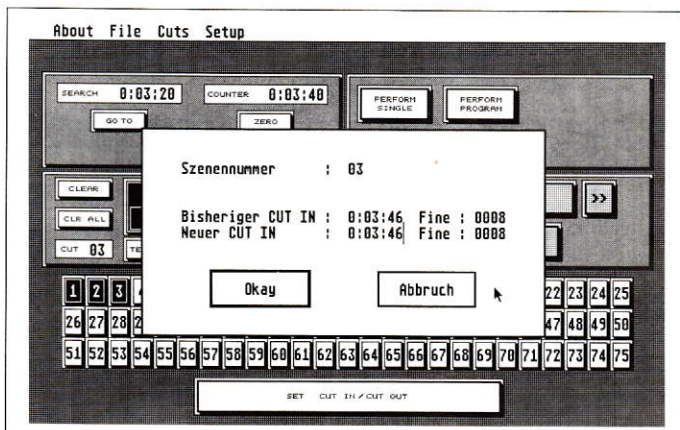 About File Cuts Setup
SEARCH 0:03:20 COUNTER 0:03:40
PERFORM SINGLE
PERFORM PROGRAM
GO TO ZERO
Szenennummer : 03
Bisheriger CUT IN : 0:03:46 Fine : 0008
Neuer CUT IN : 0:03:46 Fine : 0008
Okay Abbruch
CLEAR
CLR ALL
CUT 03 TE
>>
1 2 3 22 23 24 25
26 27 28 47 48 49 50
51 52 53 54 55 56 57 58 59 60 61 62 63 64 65 66 67 68 69 70 71 72 73 74 75
SET CUT IN / CUT OUT